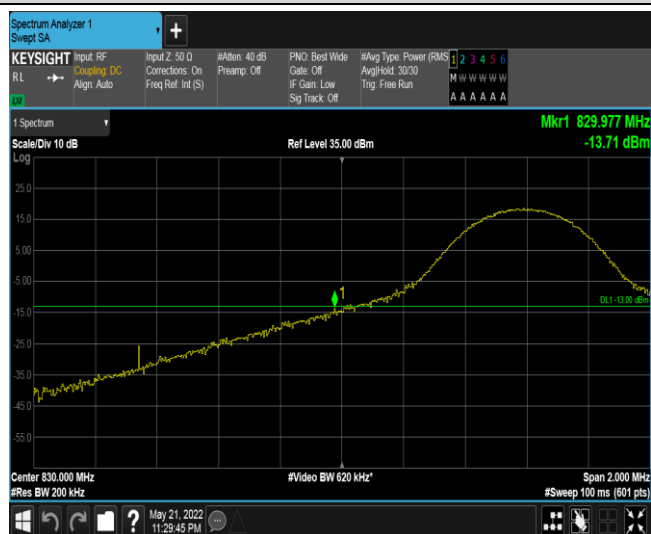 Spectrum Analyzer 1
Swept SA
KEYSIGHT
RL
LXI
Input: RF
Coupling: DC
Align: Auto
Input Z: 50 Ω
Corrections: On
Freq Ref: Int (S)
#Atten: 40 dB
Preamp: Off
PNO: Best Wide
Gate: Off
IF Gain: Low
Sig Track: Off
#Avg Type: Power (RMS
Avg|Hold: 30/30
Trig: Free Run
1 2 3 4 5 6
M W W W W W
A A A A A A
1 Spectrum
Mkr1 829.977 MHz
Scale/Div 10 dB
Ref Level 35.00 dBm
-13.71 dBm
Log
25.0
15.0
5.00
-5.00
1
DL1 -13.00 dBm
-15.0
-25.0
-35.0
-45.0
-55.0
Center 830.000 MHz
#Video BW 620 kHz*
Span 2.000 MHz
#Res BW 200 kHz
#Sweep 100 ms (601 pts)
?
May 21, 2022
11:29:45 PM